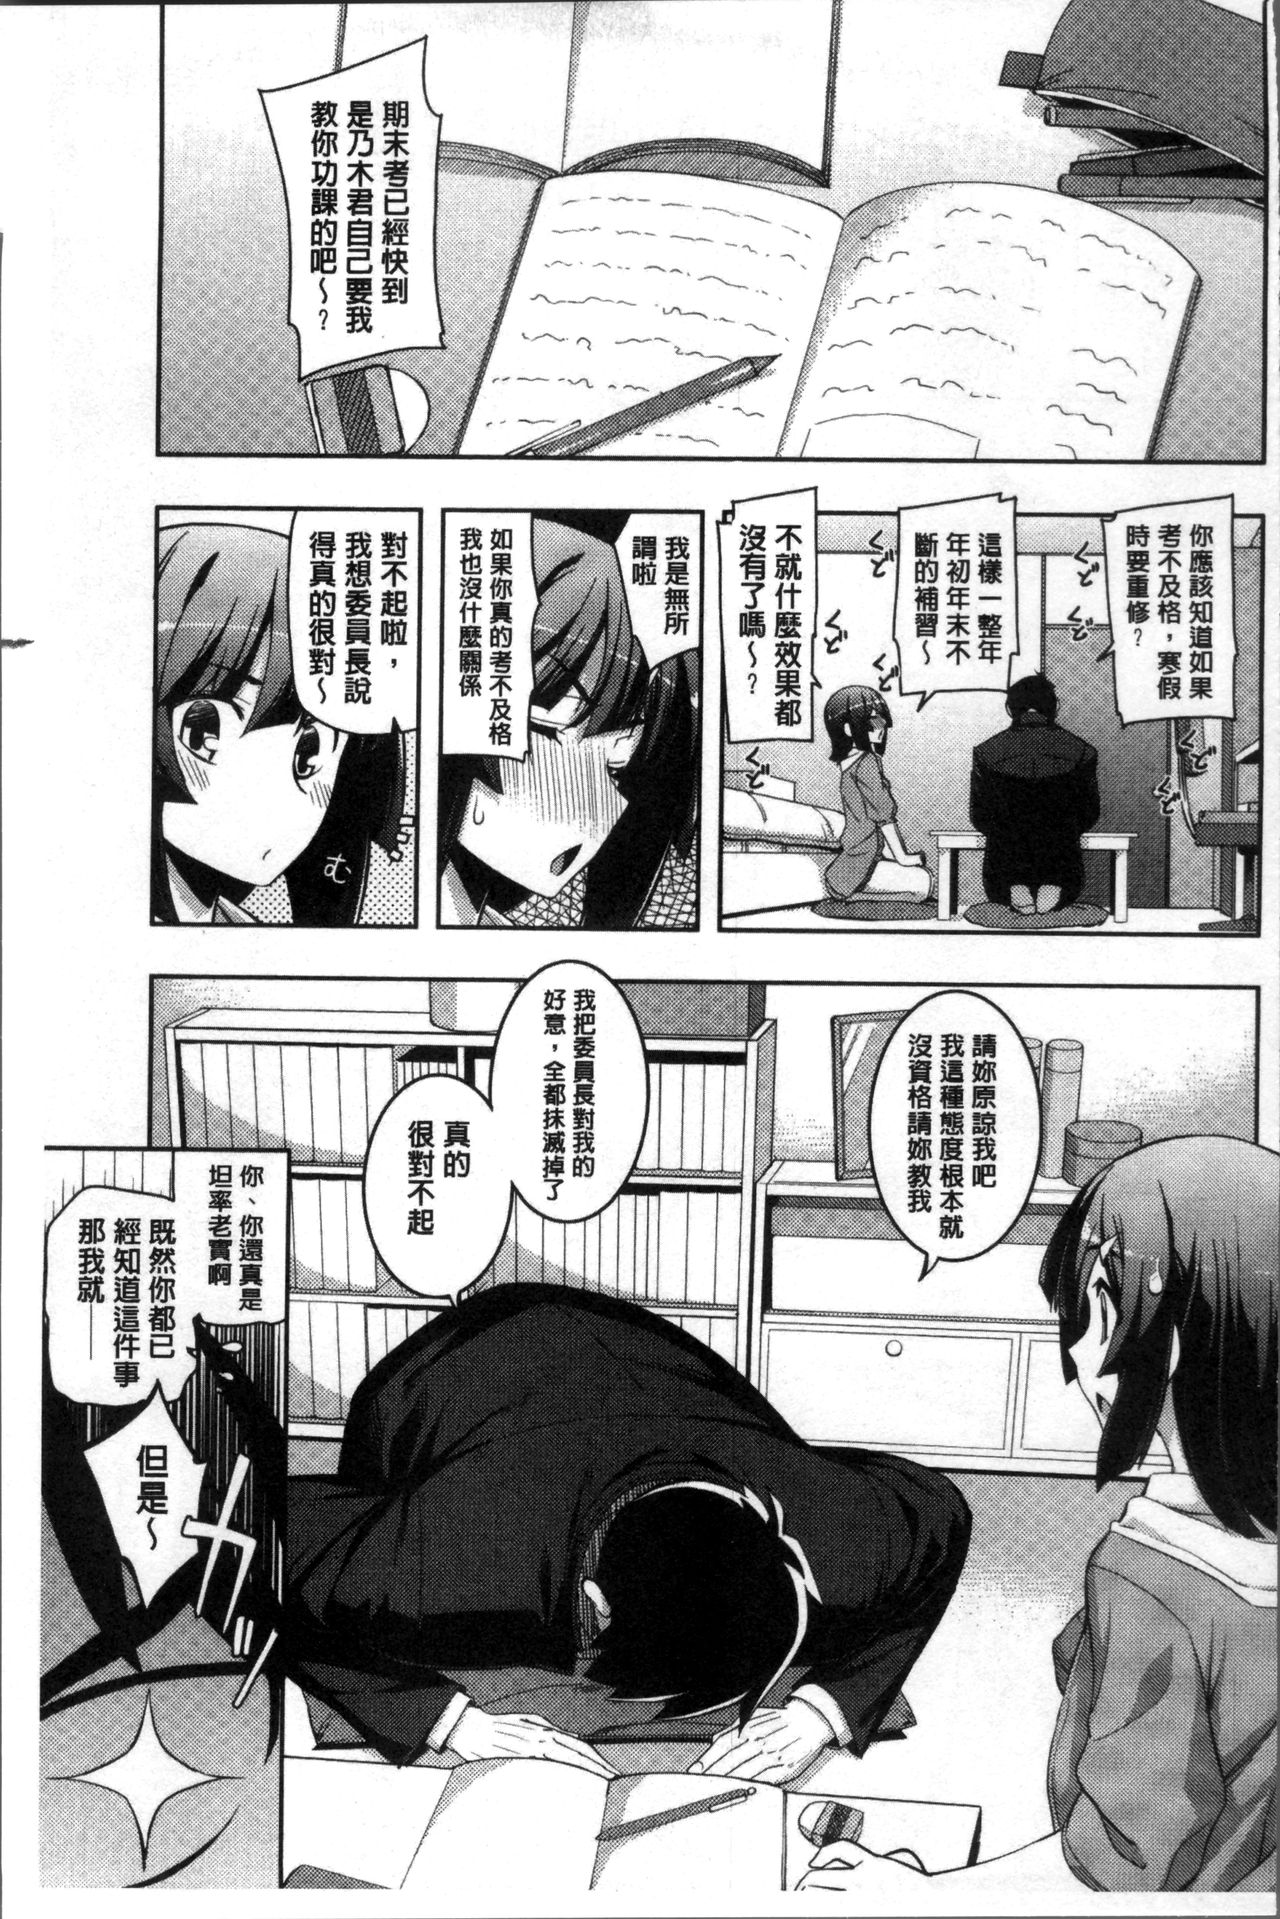 期末考已經快到
是乃木君自己要我
教你功課的吧～？
你應該知道如果
考不及格，寒假
時要重修？
這樣一整年
年初年末不
斷的補習～
不就什麼效果都
沒有了嗎～？
くど
くど
くど
くど
我是無所
謂啦
如果你真的考不及格
我也沒什麼關係
對不起啦，
我想委員長說
得真的很對～
む
請妳原諒我吧
我這種態度根本就
沒資格請妳教我
我把委員長對我的
好意，全都抹滅掉了
真的
很對不起
你、你還真是
坦率老實啊
既然你都已
經知道這件事
那我就——
但是～
ガバ